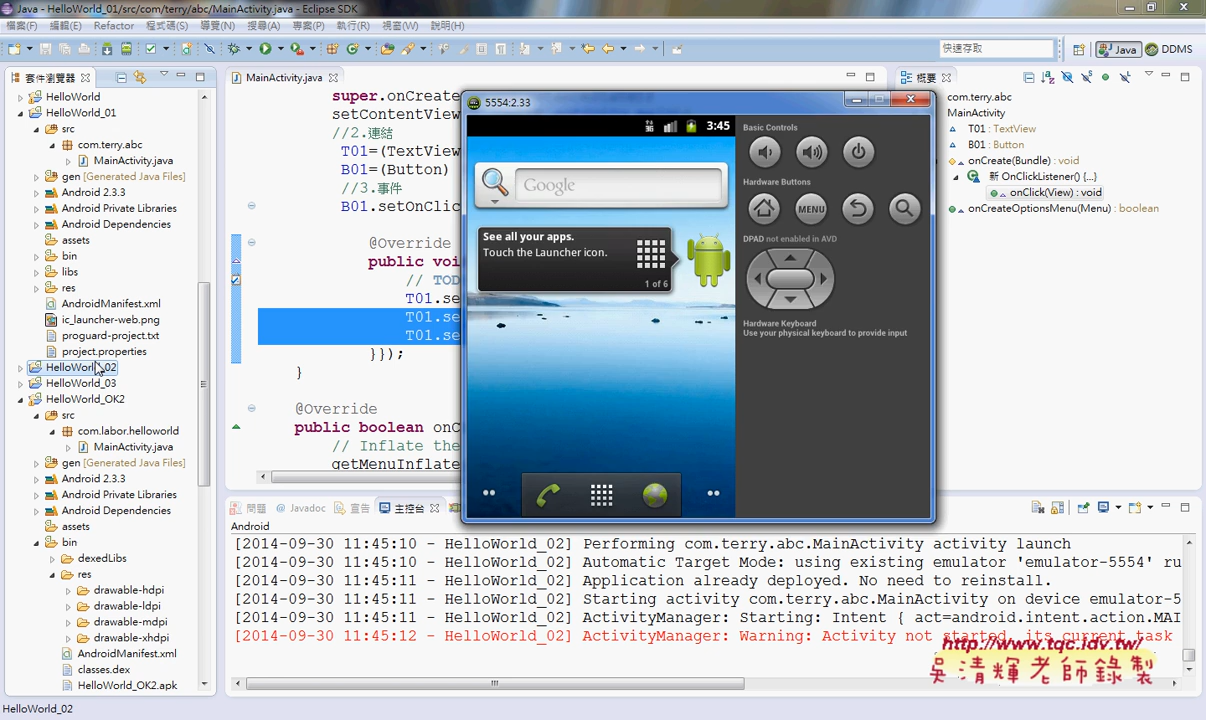 Java - HelloWorld_01/src/com/terry/abc/MainActivity.java - Eclipse SDK
檔案(F) 編輯(E) Refactor 程式碼(S) 導覽(N) 搜尋(A) 專案(P) 執行(R) 視窗(W) 說明(H)
快速存取
Java
DDMS
套件瀏覽器
HelloWorld
HelloWorld_01
src
com.terry.abc
MainActivity.java
gen [Generated Java Files]
Android 2.3.3
Android Private Libraries
Android Dependencies
assets
bin
libs
res
AndroidManifest.xml
ic_launcher-web.png
proguard-project.txt
project.properties
HelloWorld_02
HelloWorld_03
HelloWorld_OK2
src
com.labor.helloworld
MainActivity.java
gen [Generated Java Files]
Android 2.3.3
Android Private Libraries
Android Dependencies
assets
bin
dexedLibs
res
drawable-hdpi
drawable-ldpi
drawable-mdpi
drawable-xhdpi
AndroidManifest.xml
classes.dex
HelloWorld_OK2.apk
MainActivity.java
super.onCreate
setContentView
//2.連結
T01=(TextView
B01=(Button)
//3.事件
B01.setOnClic
@Override
public voi
// TOD
T01.se
T01.se
T01.se
}});
}
@Override
public boolean onC
// Inflate the
getMenuInflate
5554:2.33
3:45
Google
See all your apps.
Touch the Launcher icon.
1 of 6
Basic Controls
Hardware Buttons
MENU
DPAD not enabled in AVD
Hardware Keyboard
Use your physical keyboard to provide input
概要
com.terry.abc
MainActivity
T01 : TextView
B01 : Button
onCreate(Bundle) : void
新 OnClickListener() {...}
onClick(View) : void
onCreateOptionsMenu(Menu) : boolean
問題 @ Javadoc 宣告 主控台
Android
[2014-09-30 11:45:10 - HelloWorld_02] Performing com.terry.abc.MainActivity activity launch
[2014-09-30 11:45:10 - HelloWorld_02] Automatic Target Mode: using existing emulator 'emulator-5554' ru
[2014-09-30 11:45:11 - HelloWorld_02] Application already deployed. No need to reinstall.
[2014-09-30 11:45:11 - HelloWorld_02] Starting activity com.terry.abc.MainActivity on device emulator-5
[2014-09-30 11:45:11 - HelloWorld_02] ActivityManager: Starting: Intent { act=android.intent.action.MAI
[2014-09-30 11:45:12 - HelloWorld_02] ActivityManager: Warning: Activity not started, its current task
http://www.tqc.idv.tw/
吳清輝老師錄製
HelloWorld_02